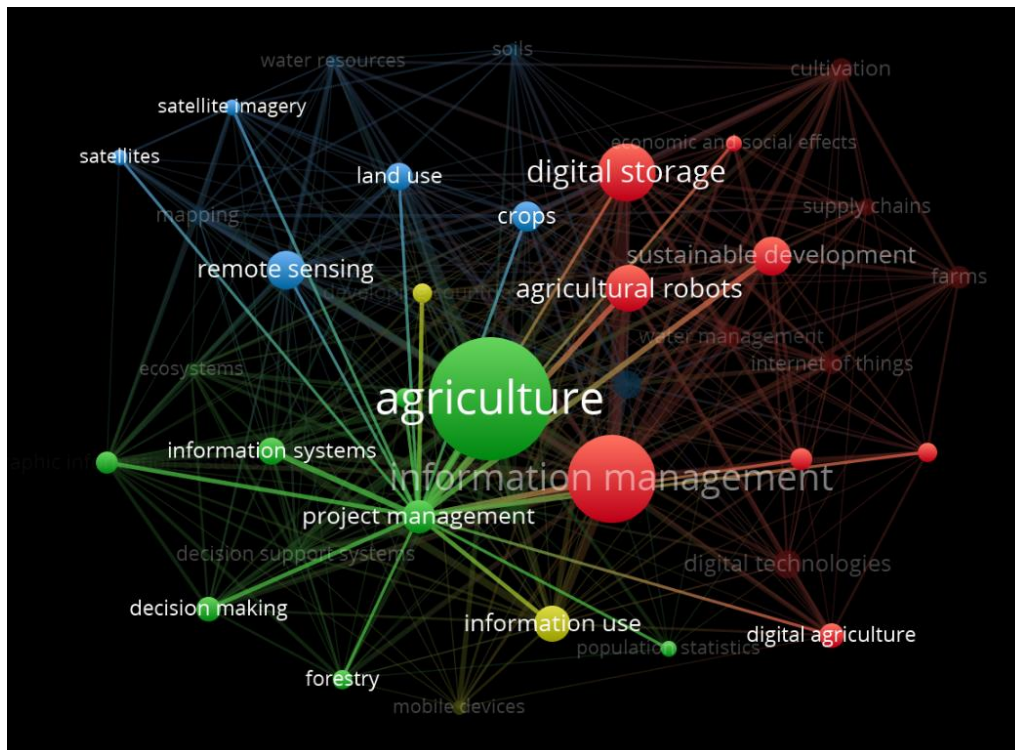 soils
water resources
cultivation
satellite imagery
economic and social effects
satellites
digital storage
land use
supply chains
mapping
crops
sustainable development
remote sensing
farms
agricultural robots
water management
internet of things
ecosystems
agriculture
information systems
information management
project management
decision support systems
digital technologies
decision making
information use
digital agriculture
population statistics
forestry
mobile devices